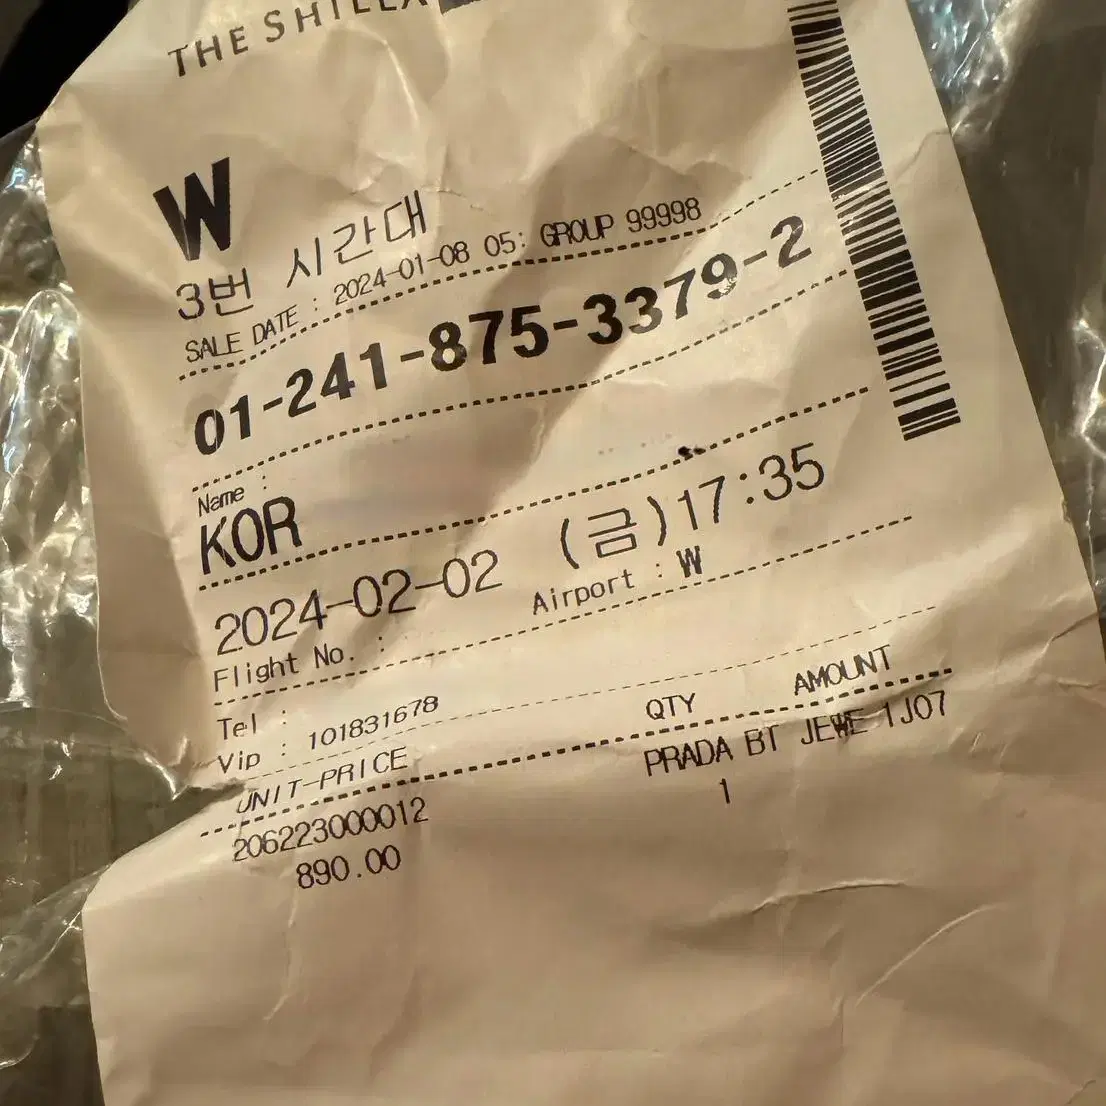 THE SHILLA
W
3번 시간대
SALE DATE : 2024-01-08 05: GROUP 99998
01-241-875-3379-2
Name :
KOR
2024-02-02 (금)17:35
Flight No. : Airport : W
Tel :
Vip : 101831678
UNIT-PRICE QTY AMOUNT
206223000012 PRADA BT JEWE 1J07
890.00 1